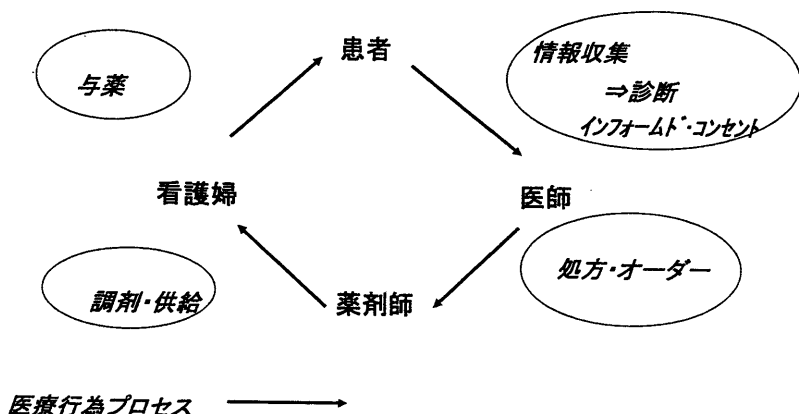 患者
与薬
情報収集
⇒診断
インフォームド・コンセント
看護婦
医師
調剤・供給
薬剤師
処方・オーダー
医療行為プロセス